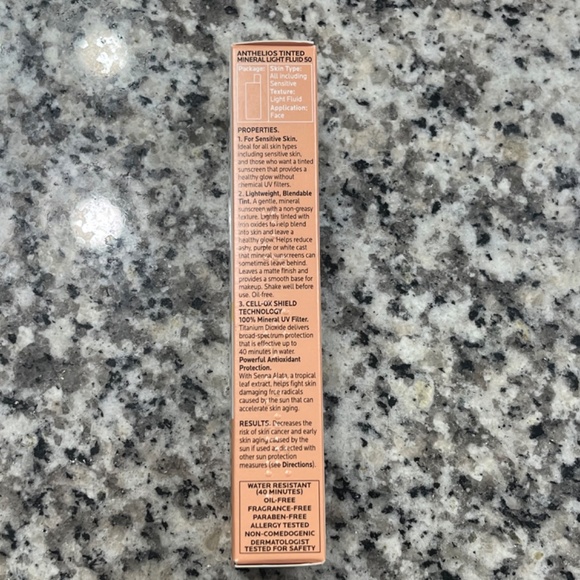 ANTHELIOS TINTED
MINERAL LIGHT FLUID 50
Package:
Skin Type:
All including
Sensitive
Texture:
Light Fluid
Application:
Face
PROPERTIES.
1. For Sensitive Skin.
Ideal for all skin types
including sensitive skin,
and those who want a tinted
sunscreen that provides a
healthy glow without
chemical UV filters.
2. Lightweight, Blendable
Tint. A gentle, mineral
sunscreen with a non-greasy
texture. Lightly tinted with
iron oxides to help blend
into skin and leave a
healthy glow. Helps reduce
ashy, purple or white cast
that mineral sunscreens can
sometimes leave behind.
Leaves a matte finish and
provides a smooth base for
makeup. Shake well before
use. Oil-free.
3. CELL-OX SHIELD
TECHNOLOGY
100% Mineral UV Filter.
Titanium Dioxide delivers
broad-spectrum protection
that is effective up to
40 minutes in water.
Powerful Antioxidant
Protection.
With Senna Alata, a tropical
leaf extract, helps fight skin
damaging free radicals
caused by the sun that can
accelerate skin aging.
RESULTS. Decreases the
risk of skin cancer and early
skin aging caused by the
sun if used as directed with
other sun protection
measures (see Directions).
WATER RESISTANT
(40 MINUTES)
OIL-FREE
FRAGRANCE-FREE
PARABEN-FREE
ALLERGY TESTED
NON-COMEDOGENIC
DERMATOLOGIST
TESTED FOR SAFETY